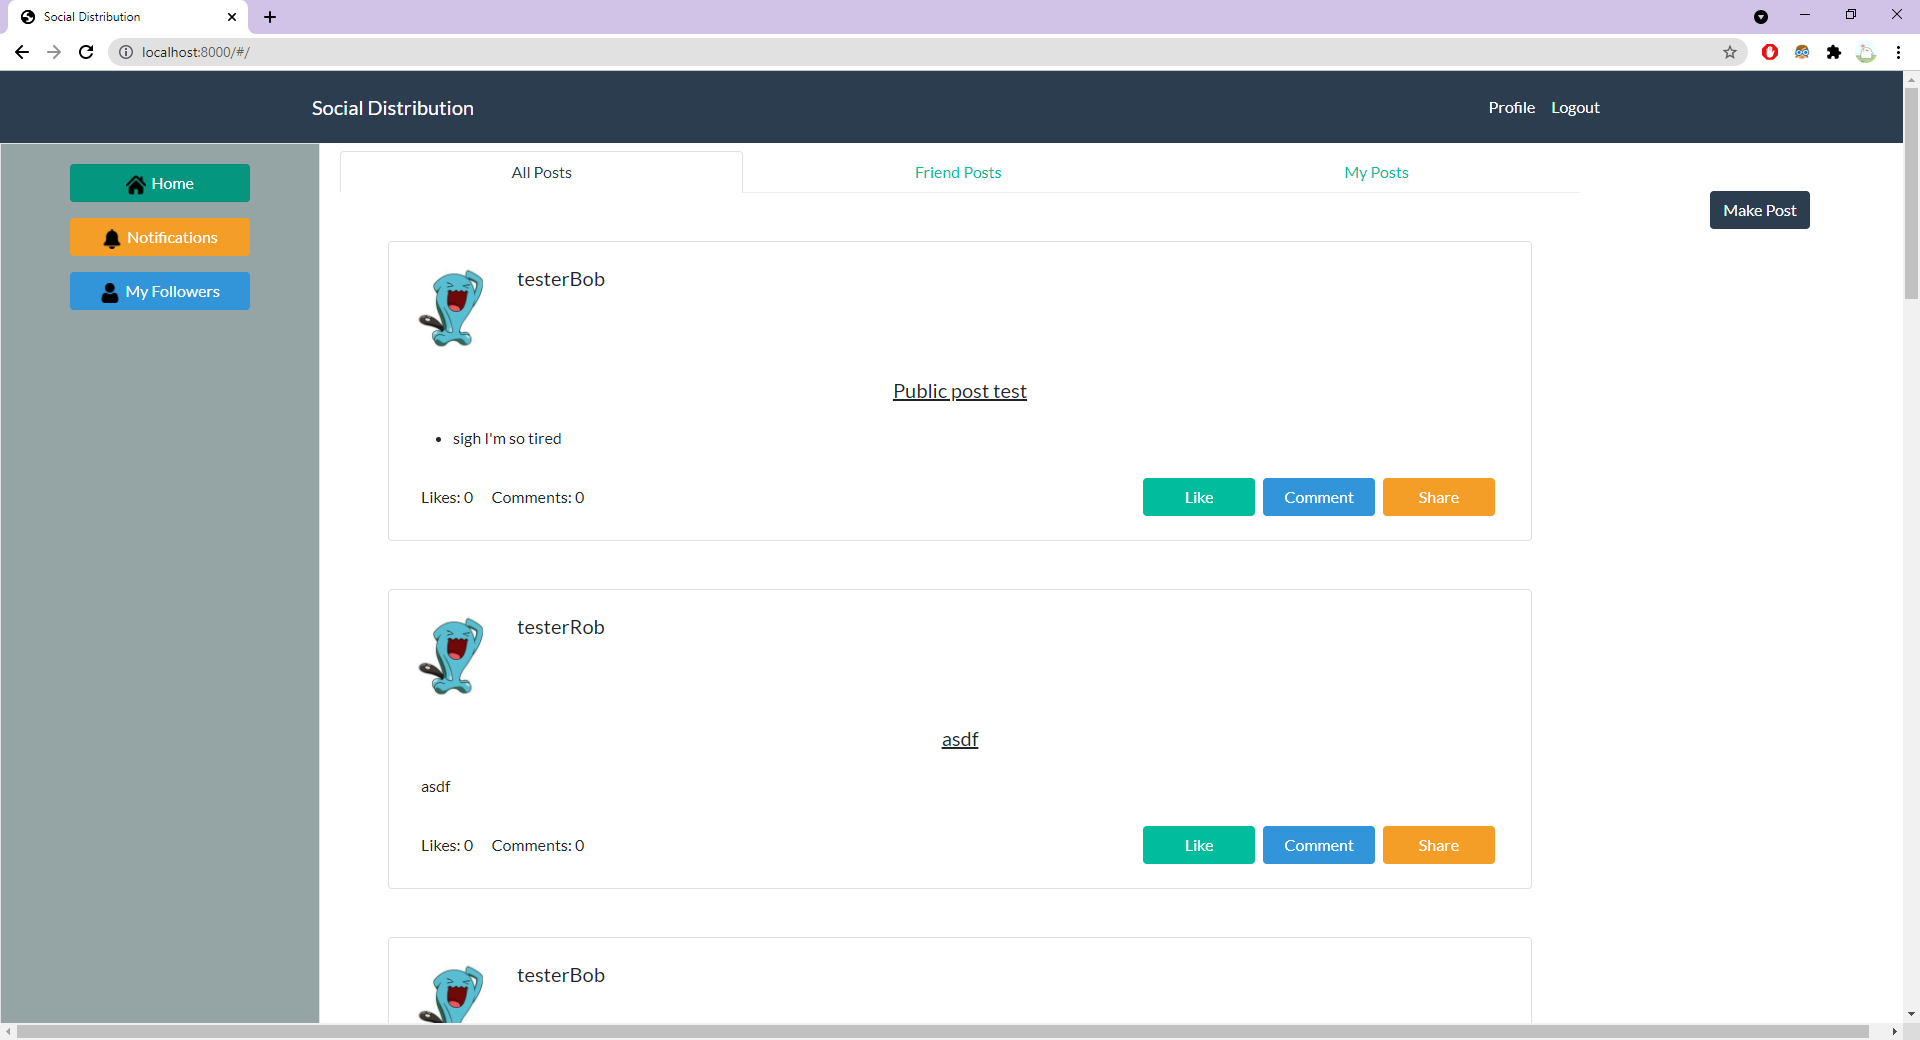 Social Distribution
localhost:8000/#/
Social Distribution
Profile Logout
Home
Notifications
My Followers
All Posts Friend Posts My Posts
Make Post
testerBob
Public post test
• sigh I'm so tired
Likes: 0 Comments: 0 Like Comment Share
testerRob
asdf
asdf
Likes: 0 Comments: 0 Like Comment Share
testerBob